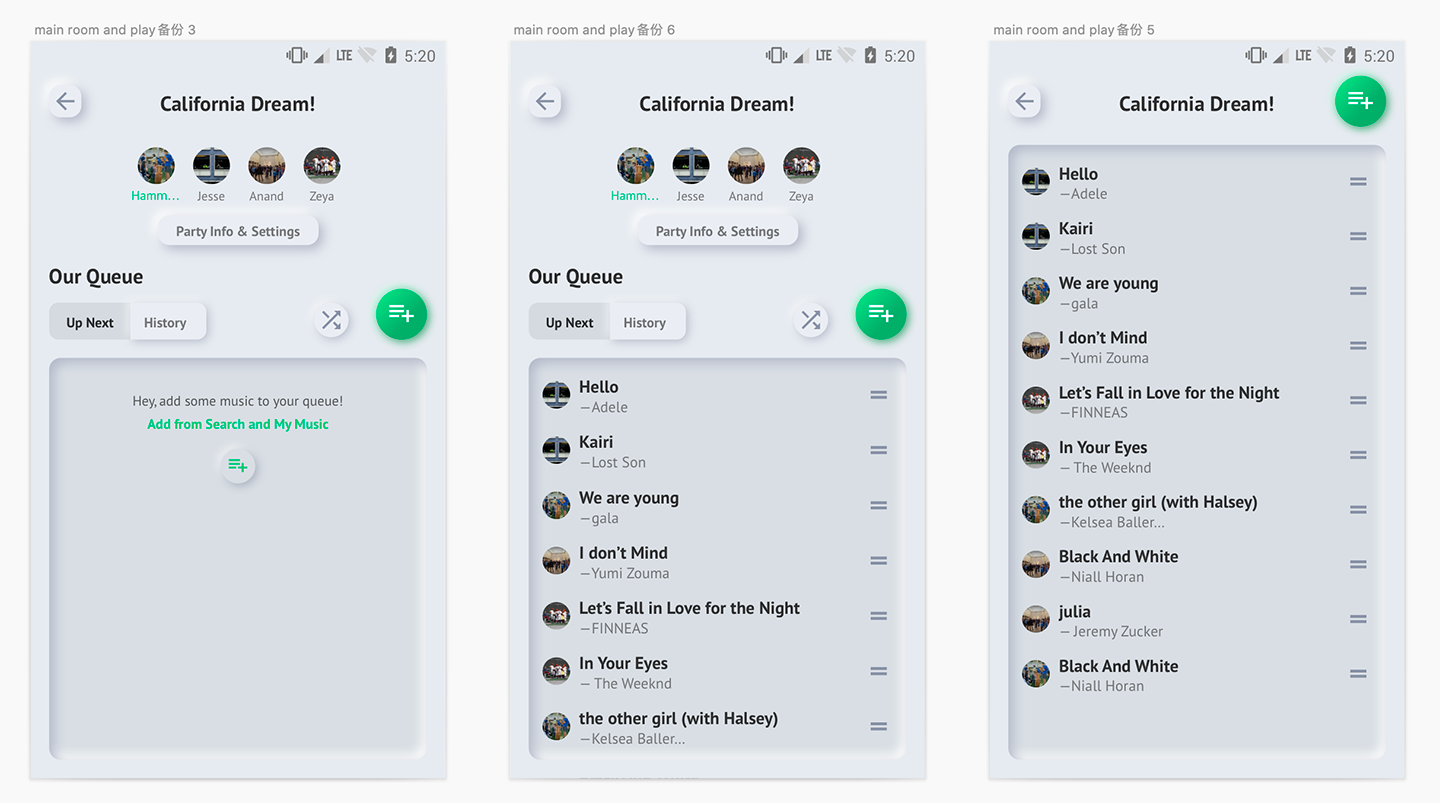 main room and play备份 3
LTE 5:20
California Dream!
Hamm...
Jesse
Anand
Zeya
Party Info & Settings
Our Queue
Up Next
History
Hey, add some music to your queue!
Add from Search and My Music
main room and play备份 6
LTE 5:20
California Dream!
Hamm...
Jesse
Anand
Zeya
Party Info & Settings
Our Queue
Up Next
History
Hello
—Adele
Kairi
—Lost Son
We are young
—gala
I don’t Mind
—Yumi Zouma
Let’s Fall in Love for the Night
—FINNEAS
In Your Eyes
— The Weeknd
the other girl (with Halsey)
—Kelsea Baller...
main room and play备份 5
LTE 5:20
California Dream!
Hello
—Adele
Kairi
—Lost Son
We are young
—gala
I don’t Mind
—Yumi Zouma
Let’s Fall in Love for the Night
—FINNEAS
In Your Eyes
— The Weeknd
the other girl (with Halsey)
—Kelsea Baller...
Black And White
—Niall Horan
julia
— Jeremy Zucker
Black And White
—Niall Horan